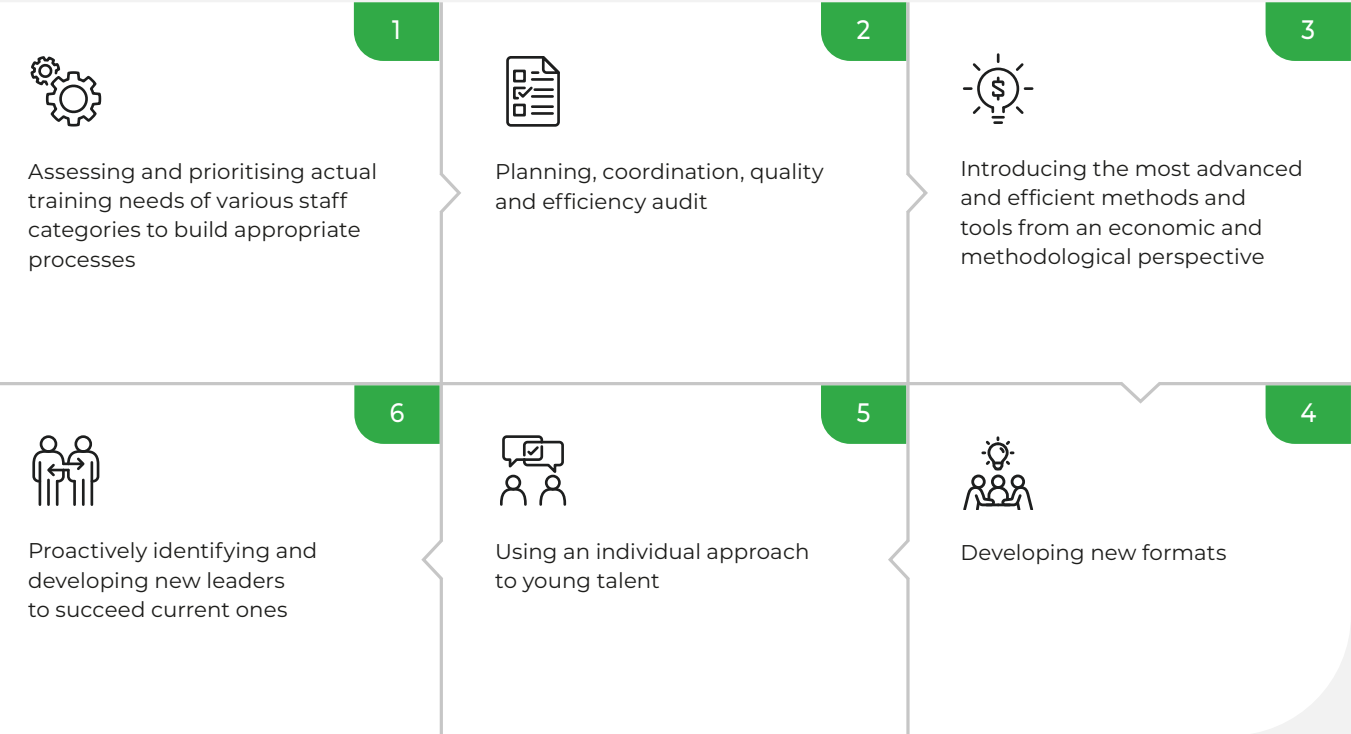 1
Assessing and prioritising actual
training needs of various staff
categories to build appropriate
processes
2
Planning, coordination, quality
and efficiency audit
3
$
Introducing the most advanced
and efficient methods and
tools from an economic and
methodological perspective
4
Developing new formats
5
Using an individual approach
to young talent
6
Proactively identifying and
developing new leaders
to succeed current ones